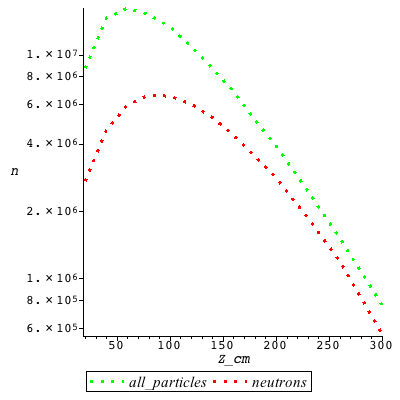 1. × 10⁷
8. × 10⁶
6. × 10⁶
4. × 10⁶
n
2. × 10⁶
1. × 10⁶
8. × 10⁵
6. × 10⁵
50 100 150 200 250 300
Z_cm
all_particles neutrons